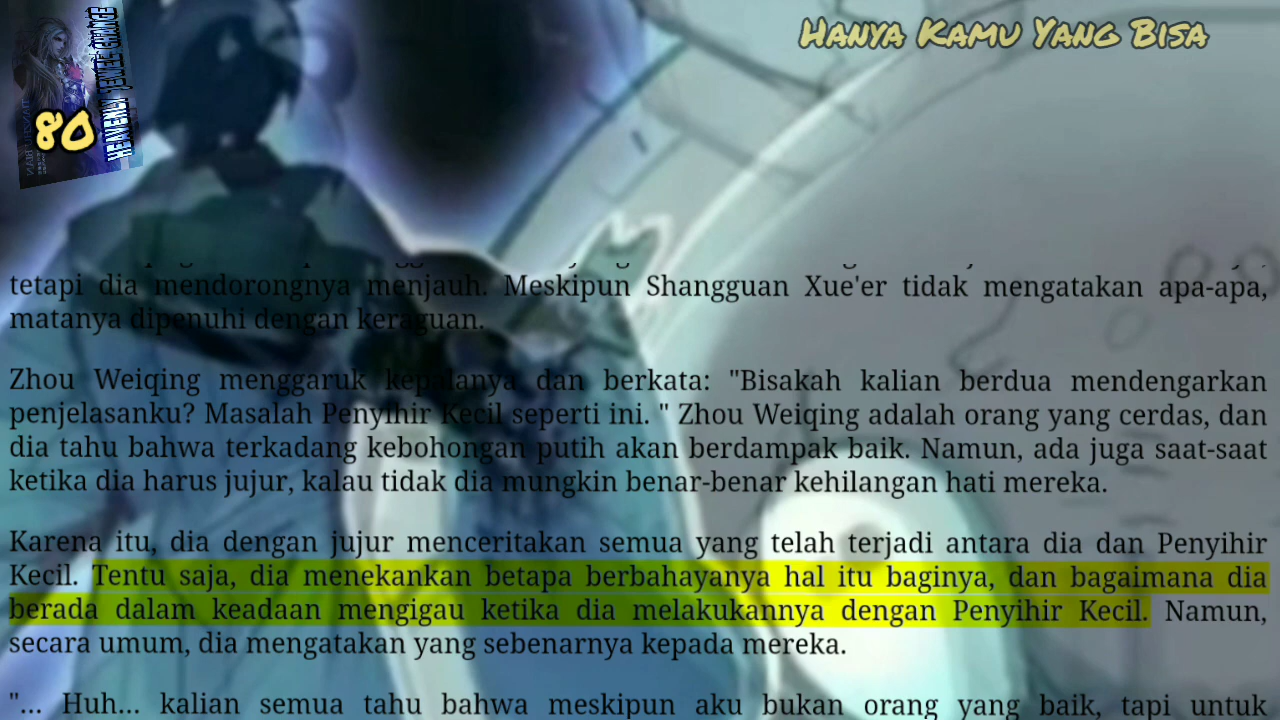 Hanya Kamu Yang Bisa
80
HEAVENLY JEWEL CHANGE
tetapi dia mendorongnya menjauh. Meskipun Shangguan Xue'er tidak mengatakan apa-apa,
matanya dipenuhi dengan keraguan.
Zhou Weiqing menggaruk kepalanya dan berkata: "Bisakah kalian berdua mendengarkan
penjelasanku? Masalah Penyihir Kecil seperti ini. " Zhou Weiqing adalah orang yang cerdas, dan
dia tahu bahwa terkadang kebohongan putih akan berdampak baik. Namun, ada juga saat-saat
ketika dia harus jujur, kalau tidak dia mungkin benar-benar kehilangan hati mereka.
Karena itu, dia dengan jujur menceritakan semua yang telah terjadi antara dia dan Penyihir
Kecil. Tentu saja, dia menekankan betapa berbahayanya hal itu baginya, dan bagaimana dia
berada dalam keadaan mengigau ketika dia melakukannya dengan Penyihir Kecil. Namun,
secara umum, dia mengatakan yang sebenarnya kepada mereka.
"... Huh... kalian semua tahu bahwa meskipun aku bukan orang yang baik, tapi untuk